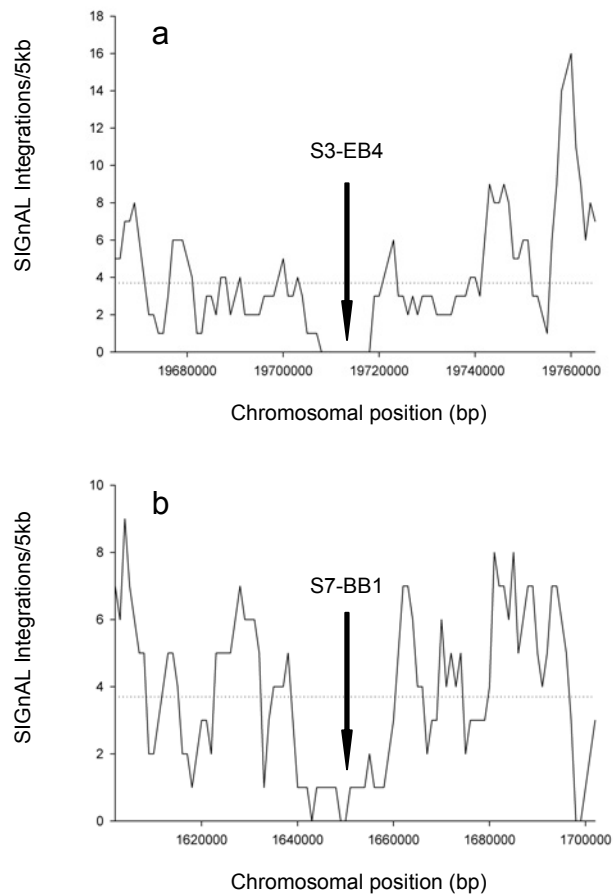 a
SIGnAL Integrations/5kb
18
16
14
12
10
8
6
4
2
0
S3-EB4
19680000 19700000 19720000 19740000 19760000
Chromosomal position (bp)
b
SIGnAL Integrations/5kb
10
8
6
4
2
0
S7-BB1
1620000 1640000 1660000 1680000 1700000
Chromosomal position (bp)